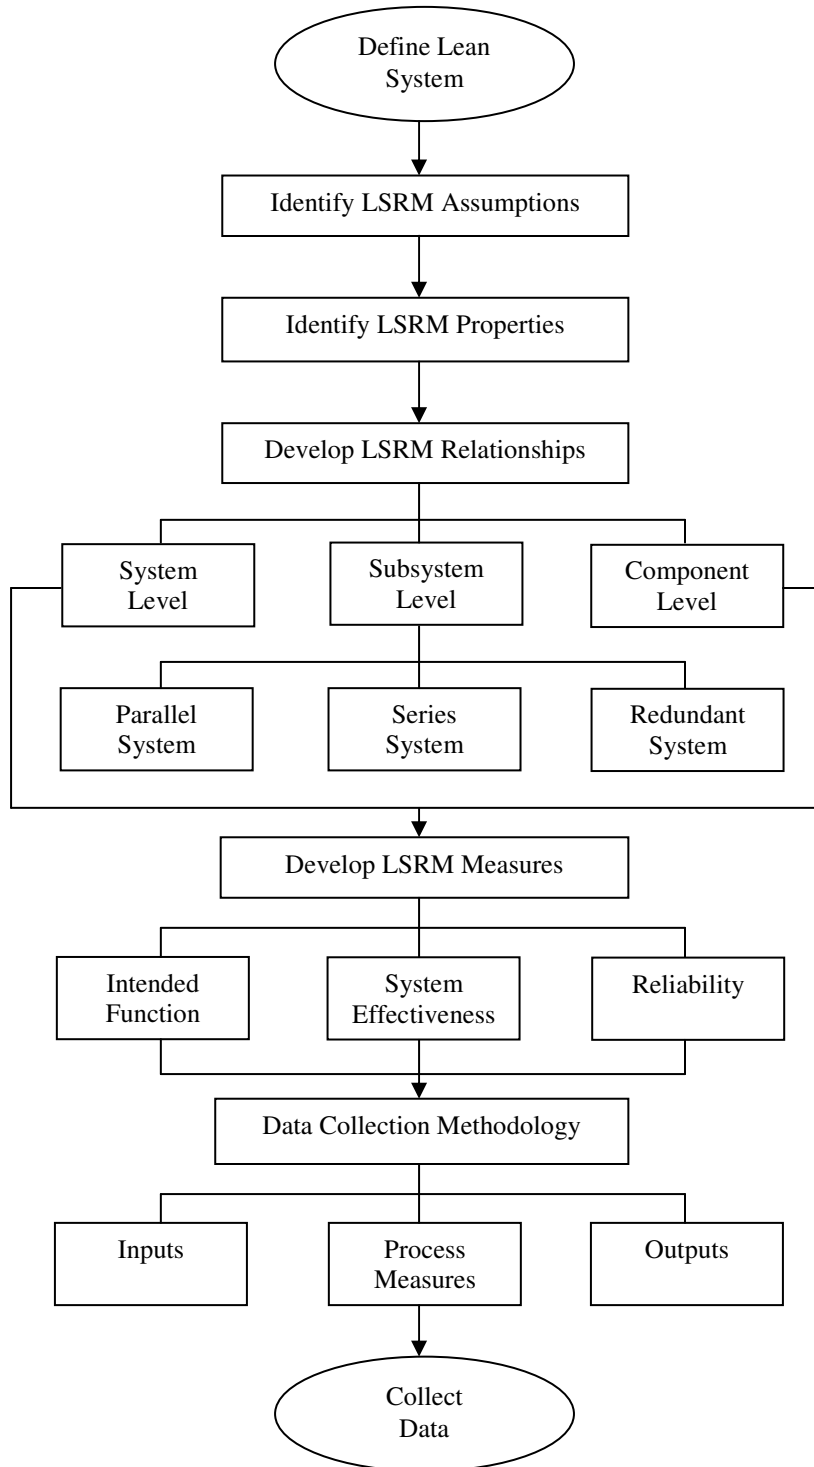 Define Lean
System
Identify LSRM Assumptions
Identify LSRM Properties
Develop LSRM Relationships
System
Level
Subsystem
Level
Component
Level
Parallel
System
Series
System
Redundant
System
Develop LSRM Measures
Intended
Function
System
Effectiveness
Reliability
Data Collection Methodology
Inputs
Process
Measures
Outputs
Collect
Data